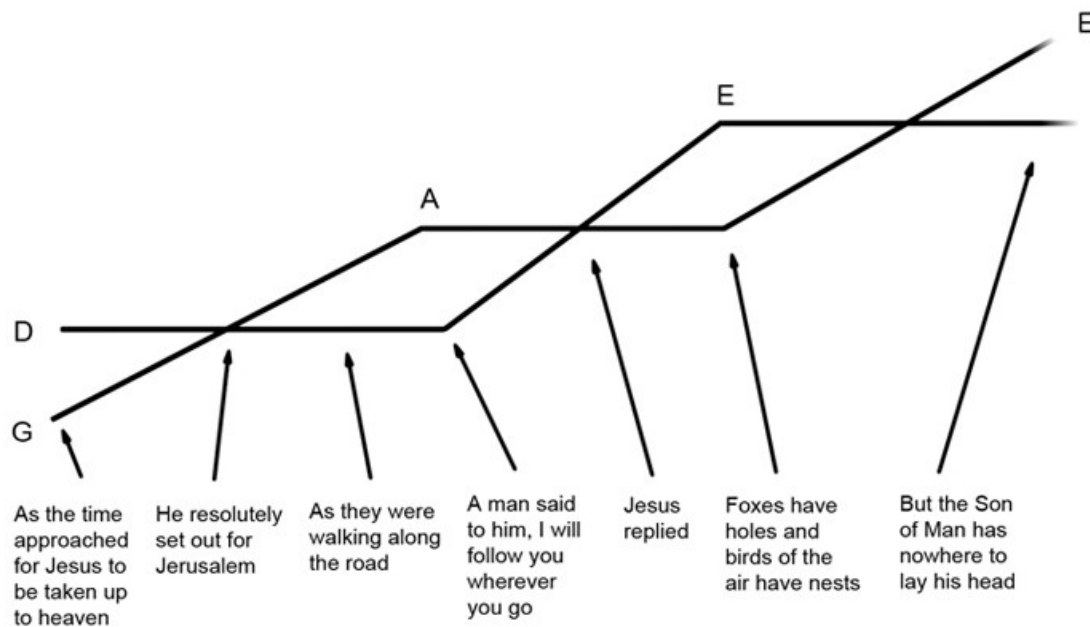 E
A
D
G
As the time
approached
for Jesus to
be taken up
to heaven
He resolutely
set out for
Jerusalem
As they were
walking along
the road
A man said
to him, I will
follow you
wherever
you go
Jesus
replied
Foxes have
holes and
birds of the
air have nests
But the Son
of Man has
nowhere to
lay his head